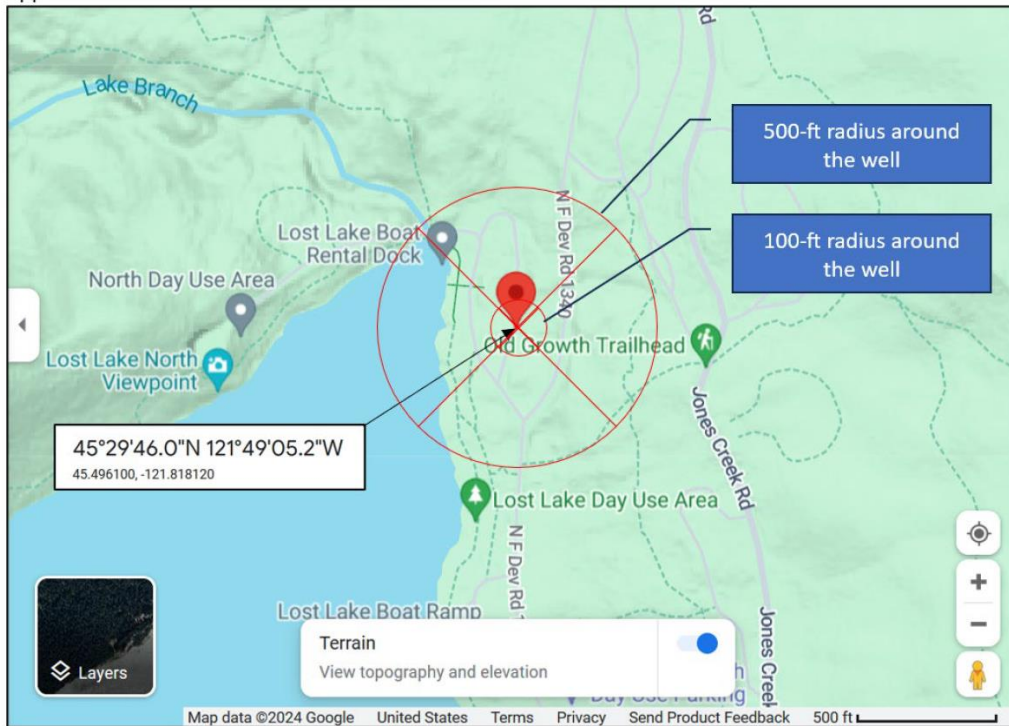 Rd
Lake Branch
500-ft radius around
the well
N F Dev Rd 1340
100-ft radius around
the well
Lost Lake Boat
Rental Dock
North Day Use Area
Old Growth Trailhead
Lost Lake North
Viewpoint
Jones Creek Rd
45°29'46.0"N 121°49'05.2"W
45.496100, -121.818120
Lost Lake Day Use Area
N F Dev Rd 1
Lost Lake Boat Ramp
Jones Creek
Terrain
View topography and elevation
Day Use Parking
Layers
Map data ©2024 Google United States Terms Privacy Send Product Feedback 500 ft